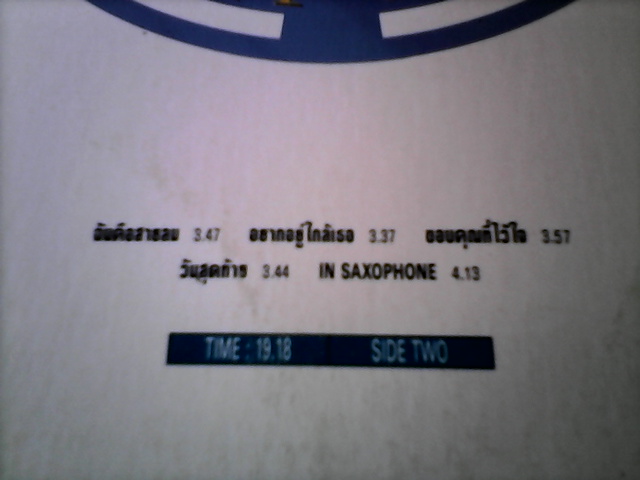 ฉันคือสายลม 3.47 อยากอยู่ใกล้เธอ 3.37 ขอบคุณที่ไว้ใจ 3.57
วันสุดท้าย 3.44 IN SAXOPHONE 4.13
TIME : 19.18 SIDE TWO